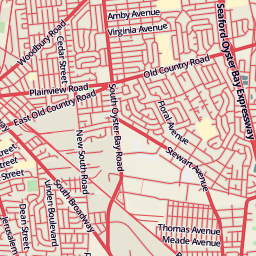 Amby Avenue
Virginia Avenue
Woodbury Road
Cedar Street
Seaford-Oyster Bay Expressway
Old Country Road
Plainview Road
East Old Country Road
South Oyster Bay Road
Floral Avenue
Stewart Avenue
New South Road
South Broadway
Linden Boulevard
Dean Street
Jerusalem
Street
Street
Thomas Avenue
Meade Avenue